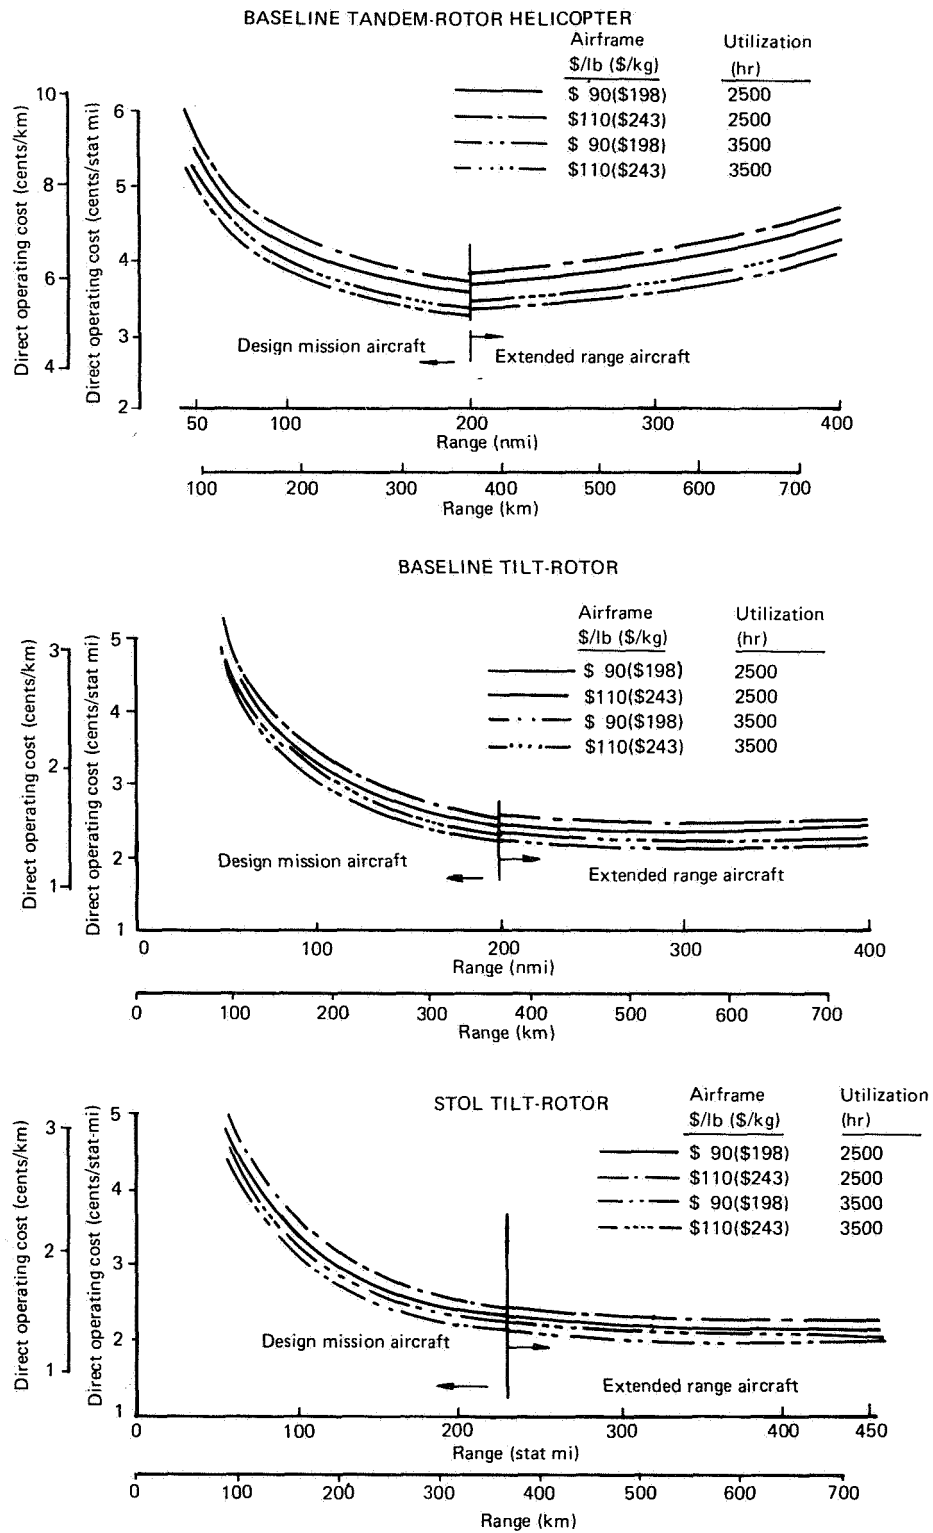 BASELINE TANDEM-ROTOR HELICOPTER
Airframe Utilization
$/lb ($/kg) (hr)
$ 90($198) 2500
$110($243) 2500
$ 90($198) 3500
$110($243) 3500
Direct operating cost (cents/km)
10
8
6
4
Direct operating cost (cents/stat mi)
6
5
4
3
2
Design mission aircraft
Extended range aircraft
50 100 200 300 400
Range (nmi)
100 200 300 400 500 600 700
Range (km)
BASELINE TILT-ROTOR
Airframe Utilization
$/lb ($/kg) (hr)
$ 90($198) 2500
$110($243) 2500
$ 90($198) 3500
$110($243) 3500
Direct operating cost (cents/km)
3
2
1
Direct operating cost (cents/stat mi)
5
4
3
2
1
Design mission aircraft
Extended range aircraft
0 100 200 300 400
Range (nmi)
0 100 200 300 400 500 600 700
Range (km)
STOL TILT-ROTOR
Airframe Utilization
$/lb ($/kg) (hr)
$ 90($198) 2500
$110($243) 2500
$ 90($198) 3500
$110($243) 3500
Direct operating cost (cents/km)
3
2
1
Direct operating cost (cents/stat-mi)
5
4
3
2
1
Design mission aircraft
Extended range aircraft
0 100 200 300 400 450
Range (stat mi)
0 100 200 300 400 500 600 700
Range (km)